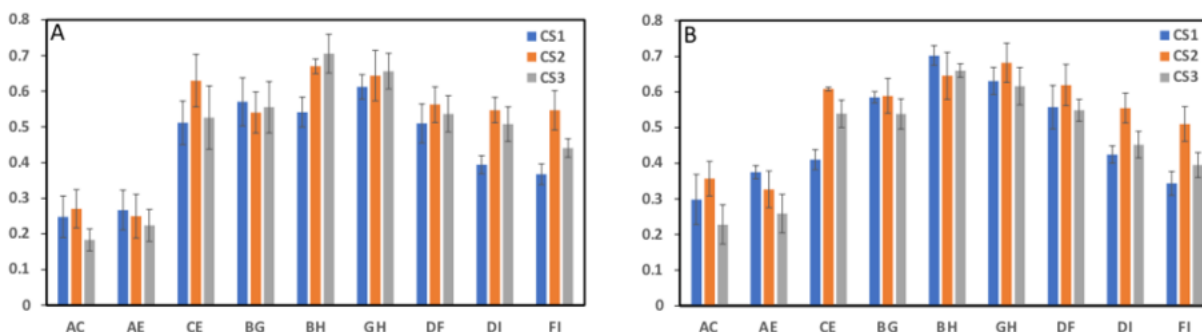 A
CS1
CS2
CS3
0.8
0.7
0.6
0.5
0.4
0.3
0.2
0.1
0
AC AE CE BG BH GH DF DI FI
B
CS1
CS2
CS3
0.8
0.7
0.6
0.5
0.4
0.3
0.2
0.1
0
AC AE CE BG BH GH DF DI FI